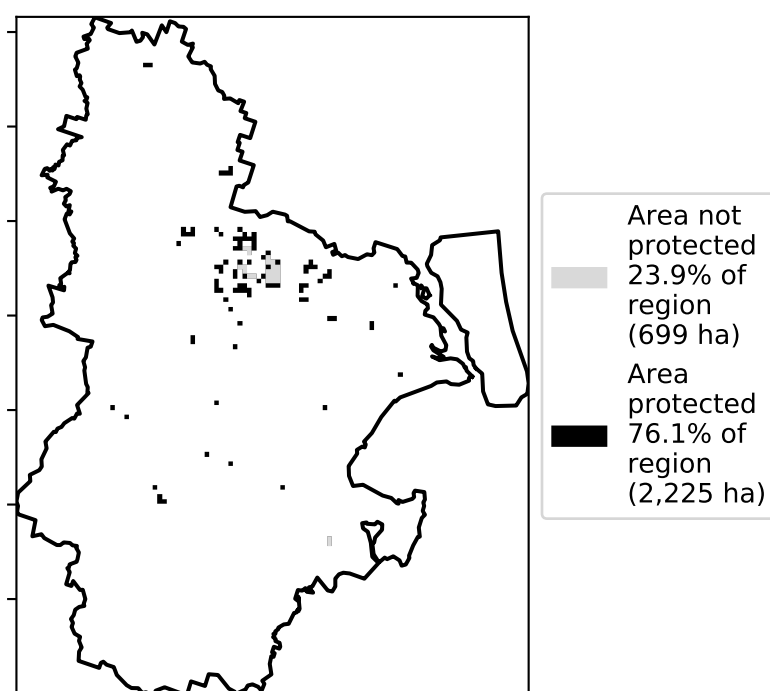 Area not
protected
23.9% of
region
(699 ha)
Area
protected
76.1% of
region
(2,225 ha)